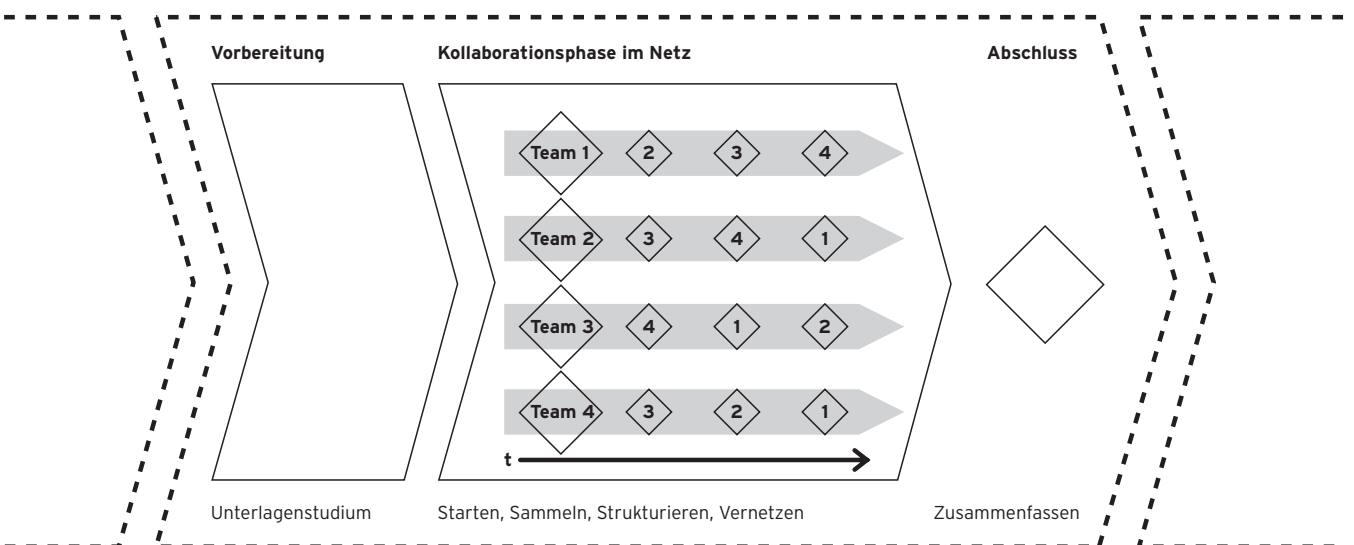 Vorbereitung
Kollaborationsphase im Netz
Abschluss
Team 1 2 3 4
Team 2 3 4 1
Team 3 4 1 2
Team 4 3 2 1
t
Unterlagenstudium
Starten, Sammeln, Strukturieren, Vernetzen
Zusammenfassen